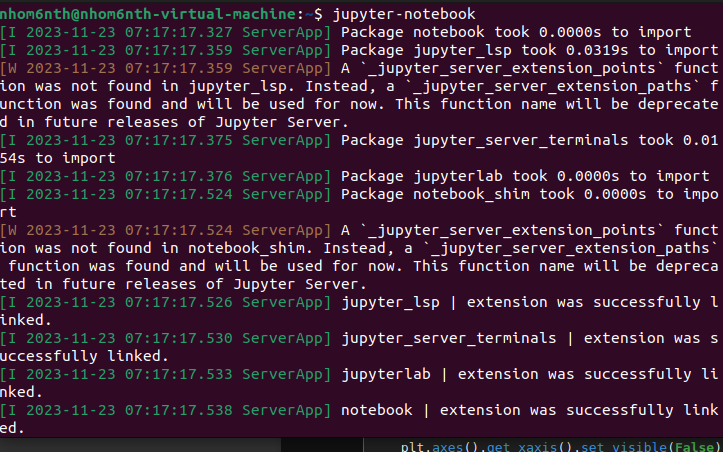 nhom6nth@nhom6nth-virtual-machine:~$ jupyter-notebook
[I 2023-11-23 07:17:17.327 ServerApp] Package notebook took 0.0000s to import
[I 2023-11-23 07:17:17.359 ServerApp] Package jupyter_lsp took 0.0319s to import
[W 2023-11-23 07:17:17.359 ServerApp] A `_jupyter_server_extension_points` funct
ion was not found in jupyter_lsp. Instead, a `_jupyter_server_extension_paths` f
unction was found and will be used for now. This function name will be deprecate
d in future releases of Jupyter Server.
[I 2023-11-23 07:17:17.375 ServerApp] Package jupyter_server_terminals took 0.01
54s to import
[I 2023-11-23 07:17:17.376 ServerApp] Package jupyterlab took 0.0000s to import
[I 2023-11-23 07:17:17.524 ServerApp] Package notebook_shim took 0.0000s to impo
rt
[W 2023-11-23 07:17:17.524 ServerApp] A `_jupyter_server_extension_points` funct
ion was not found in notebook_shim. Instead, a `_jupyter_server_extension_paths`
 function was found and will be used for now. This function name will be depreca
ted in future releases of Jupyter Server.
[I 2023-11-23 07:17:17.526 ServerApp] jupyter_lsp | extension was successfully l
inked.
[I 2023-11-23 07:17:17.530 ServerApp] jupyter_server_terminals | extension was s
uccessfully linked.
[I 2023-11-23 07:17:17.533 ServerApp] jupyterlab | extension was successfully li
nked.
[I 2023-11-23 07:17:17.538 ServerApp] notebook | extension was successfully link
ed.
plt.axes().get_xaxis().set_visible(False)